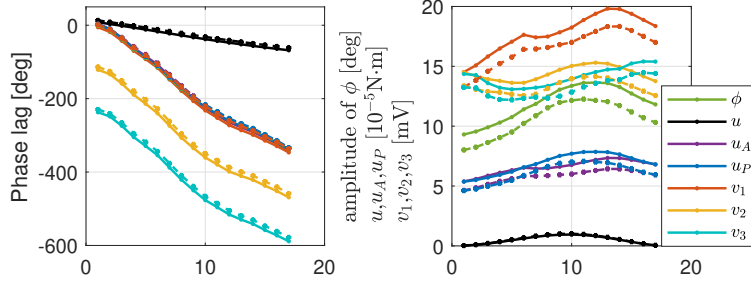 Phase lag [deg]
0
-200
-400
-600
0
10
20
amplitude of ϕ [deg]
u,u_A,u_P [10^{-5}N·m]
v_1,v_2,v_3 [mV]
20
15
10
5
0
0
10
20
ϕ
u
u_A
u_P
v_1
v_2
v_3